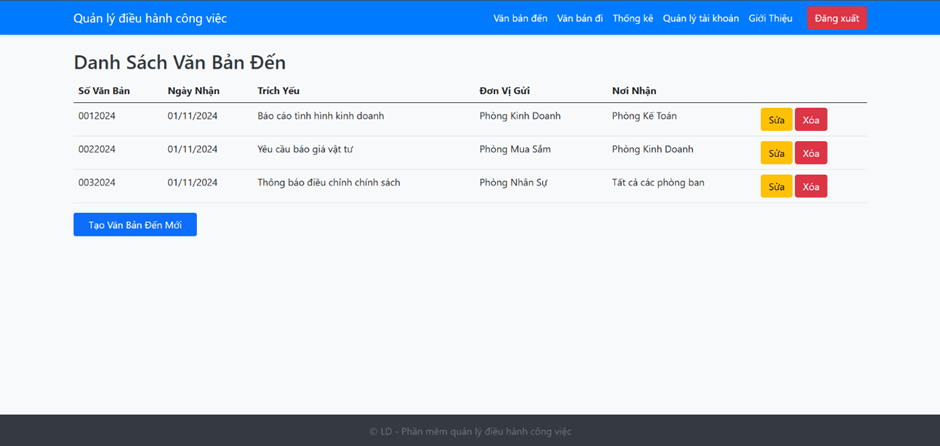 Quản lý điều hành công việc Văn bản đến Văn bản đi Thống kê Quản lý tài khoản Giới Thiệu Đăng xuất
Danh Sách Văn Bản Đến
Số Văn Bản Ngày Nhận Trích Yếu Đơn Vị Gửi Nơi Nhận
0012024 01/11/2024 Báo cáo tình hình kinh doanh Phòng Kinh Doanh Phòng Kế Toán Sửa Xóa
0022024 01/11/2024 Yêu cầu báo giá vật tư Phòng Mua Sắm Phòng Kinh Doanh Sửa Xóa
0032024 01/11/2024 Thông báo điều chỉnh chính sách Phòng Nhân Sự Tất cả các phòng ban Sửa Xóa
Tạo Văn Bản Đến Mới
© LD - Phần mềm quản lý điều hành công việc